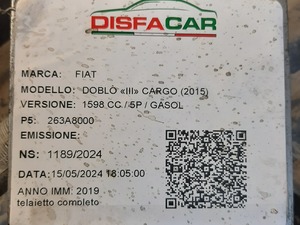 DISFACAR
MARCA: FIAT
MODELLO: DOBLÒ «III» CARGO (2015)
VERSIONE: 1598 CC / 5P / GASOL
P5: 263A8000
EMISSIONE:
NS: 1189/2024
DATA:15/05/2024 18:05:00
ANNO IMM: 2019
telaietto completo